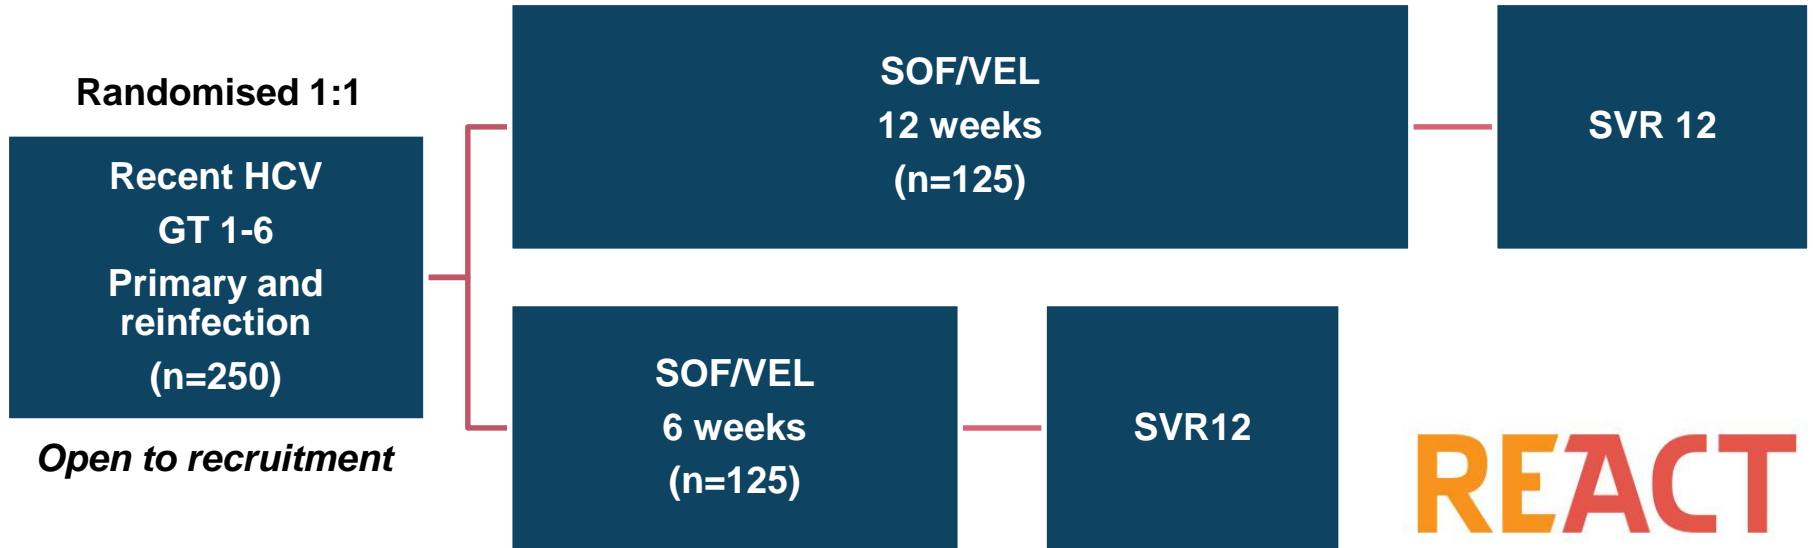 Randomised 1:1
Recent HCV
GT 1-6
Primary and
reinfection
(n=250)
Open to recruitment
SOF/VEL
12 weeks
(n=125)
SVR 12
SOF/VEL
6 weeks
(n=125)
SVR12
REACT